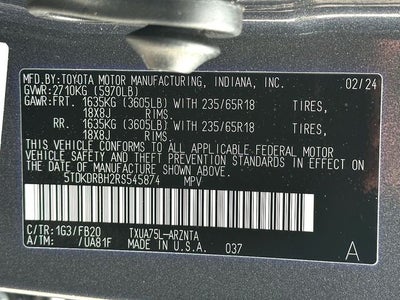 MFD.BY:TOYOTA MOTOR MANUFACTURING, INDIANA, INC. 02/24
GVWR:2710KG (5970LB)
GAWR:FRT. 1635KG (3605LB) WITH 235/65R18 TIRES,
18X8J RIMS,
RR. 1635KG (3605LB) WITH 235/65R18 TIRES,
18X8J RIMS,
THIS VEHICLE CONFORMS TO ALL APPLICABLE FEDERAL MOTOR
VEHICLE SAFETY AND THEFT PREVENTION STANDARDS IN EFFECT ON
THE DATE OF MANUFACTURE SHOWN ABOVE.
5TDKDRBH2RS545874 MPV
C/TR: 1G3/FB20 TXUA75L-ARZNTA
A/TM: /UA81F MADE IN U.S.A. 037 A